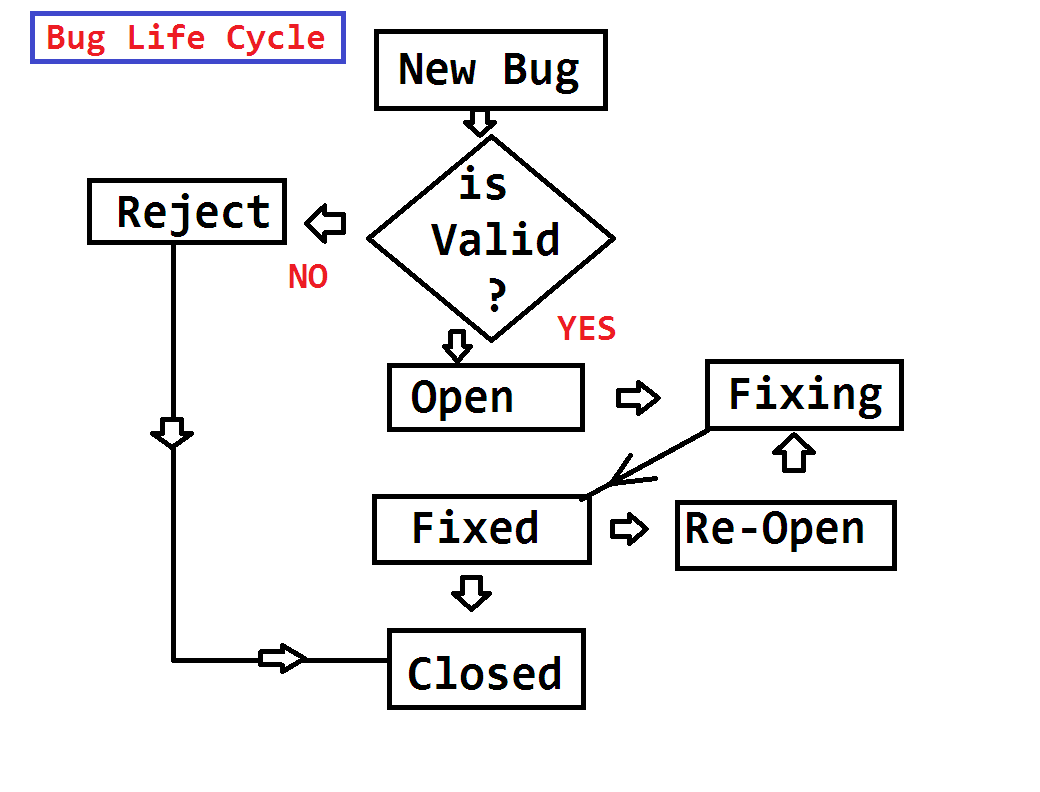 Bug Life Cycle
New Bug
is
Valid
?
Reject
NO
YES
Open
Fixing
Fixed
Re-Open
Closed